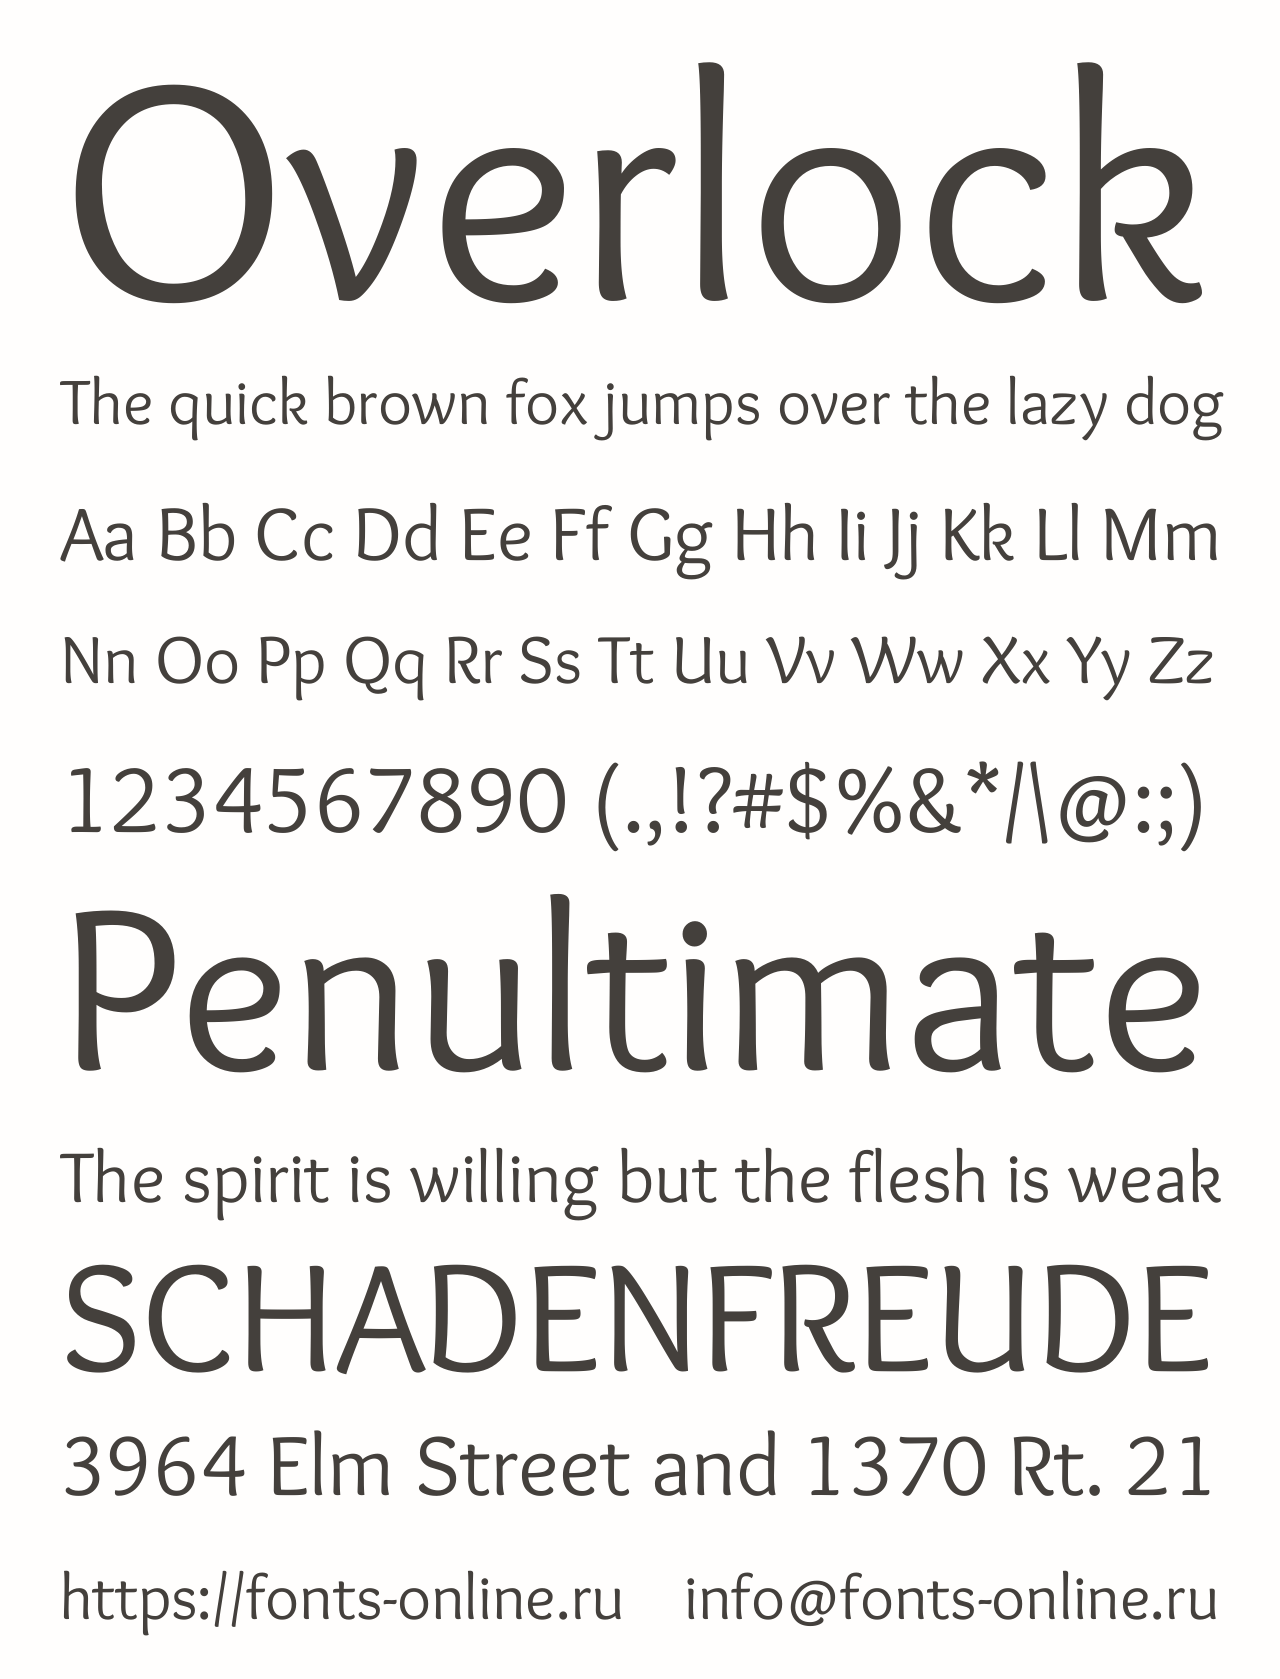 Overlock
The quick brown fox jumps over the lazy dog
Aa Bb Cc Dd Ee Ff Gg Hh Ii Jj Kk Ll Mm
Nn Oo Pp Qq Rr Ss Tt Uu Vv Ww Xx Yy Zz
1234567890 (.,!?#$%&*/|\@:;)
Penultimate
The spirit is willing but the flesh is weak
SCHADENFREUDE
3964 Elm Street and 1370 Rt. 21
https://fonts-online.ru info@fonts-online.ru